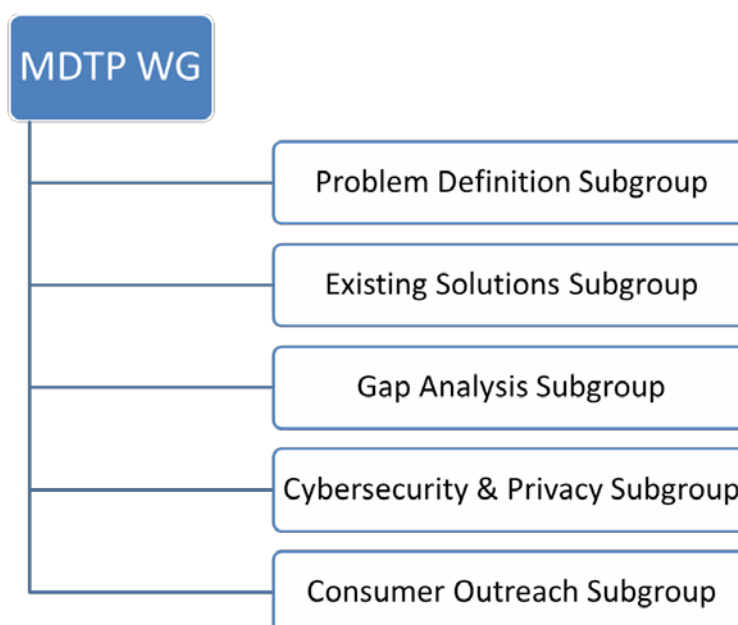 MDTP WG
Problem Definition Subgroup
Existing Solutions Subgroup
Gap Analysis Subgroup
Cybersecurity & Privacy Subgroup
Consumer Outreach Subgroup